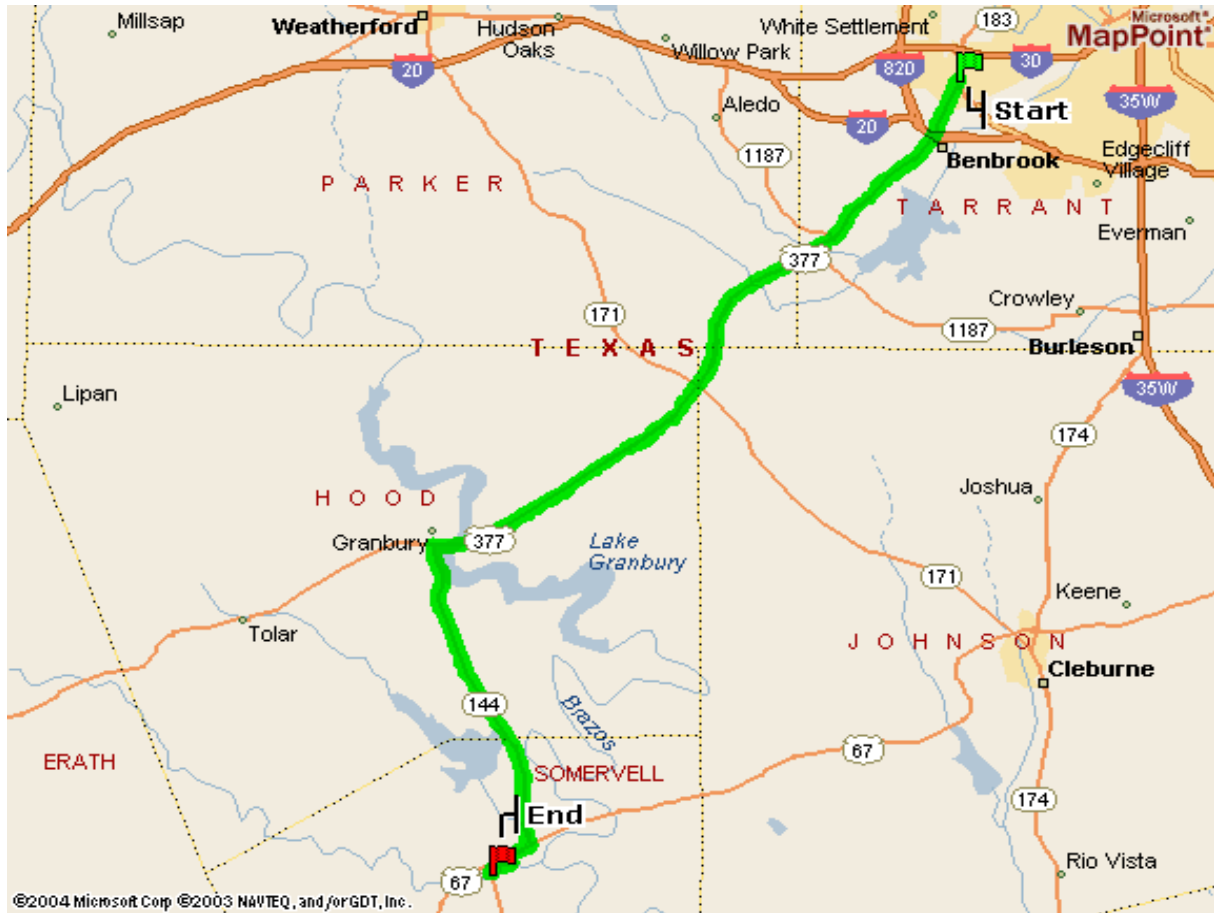 Millsap
Weatherford
Hudson
Oaks
Willow Park
White Settlement
183
Microsoft®
MapPoint®
20
820
30
Aledo
20
Start
35W
1187
Benbrook
Edgecliff
Village
PARKER
TARRANT
Everman
377
Crowley
171
1187
TEXAS
Burleson
Lipan
35W
174
HOOD
Joshua
Granbury
377
Lake
Granbury
171
Keene
Tolar
JOHNSON
Cleburne
144
Brazos
67
ERATH
SOMERVELL
End
174
67
Rio Vista
©2004 Microsoft Corp ©2003 NAVTEQ, and/or GDT, Inc.